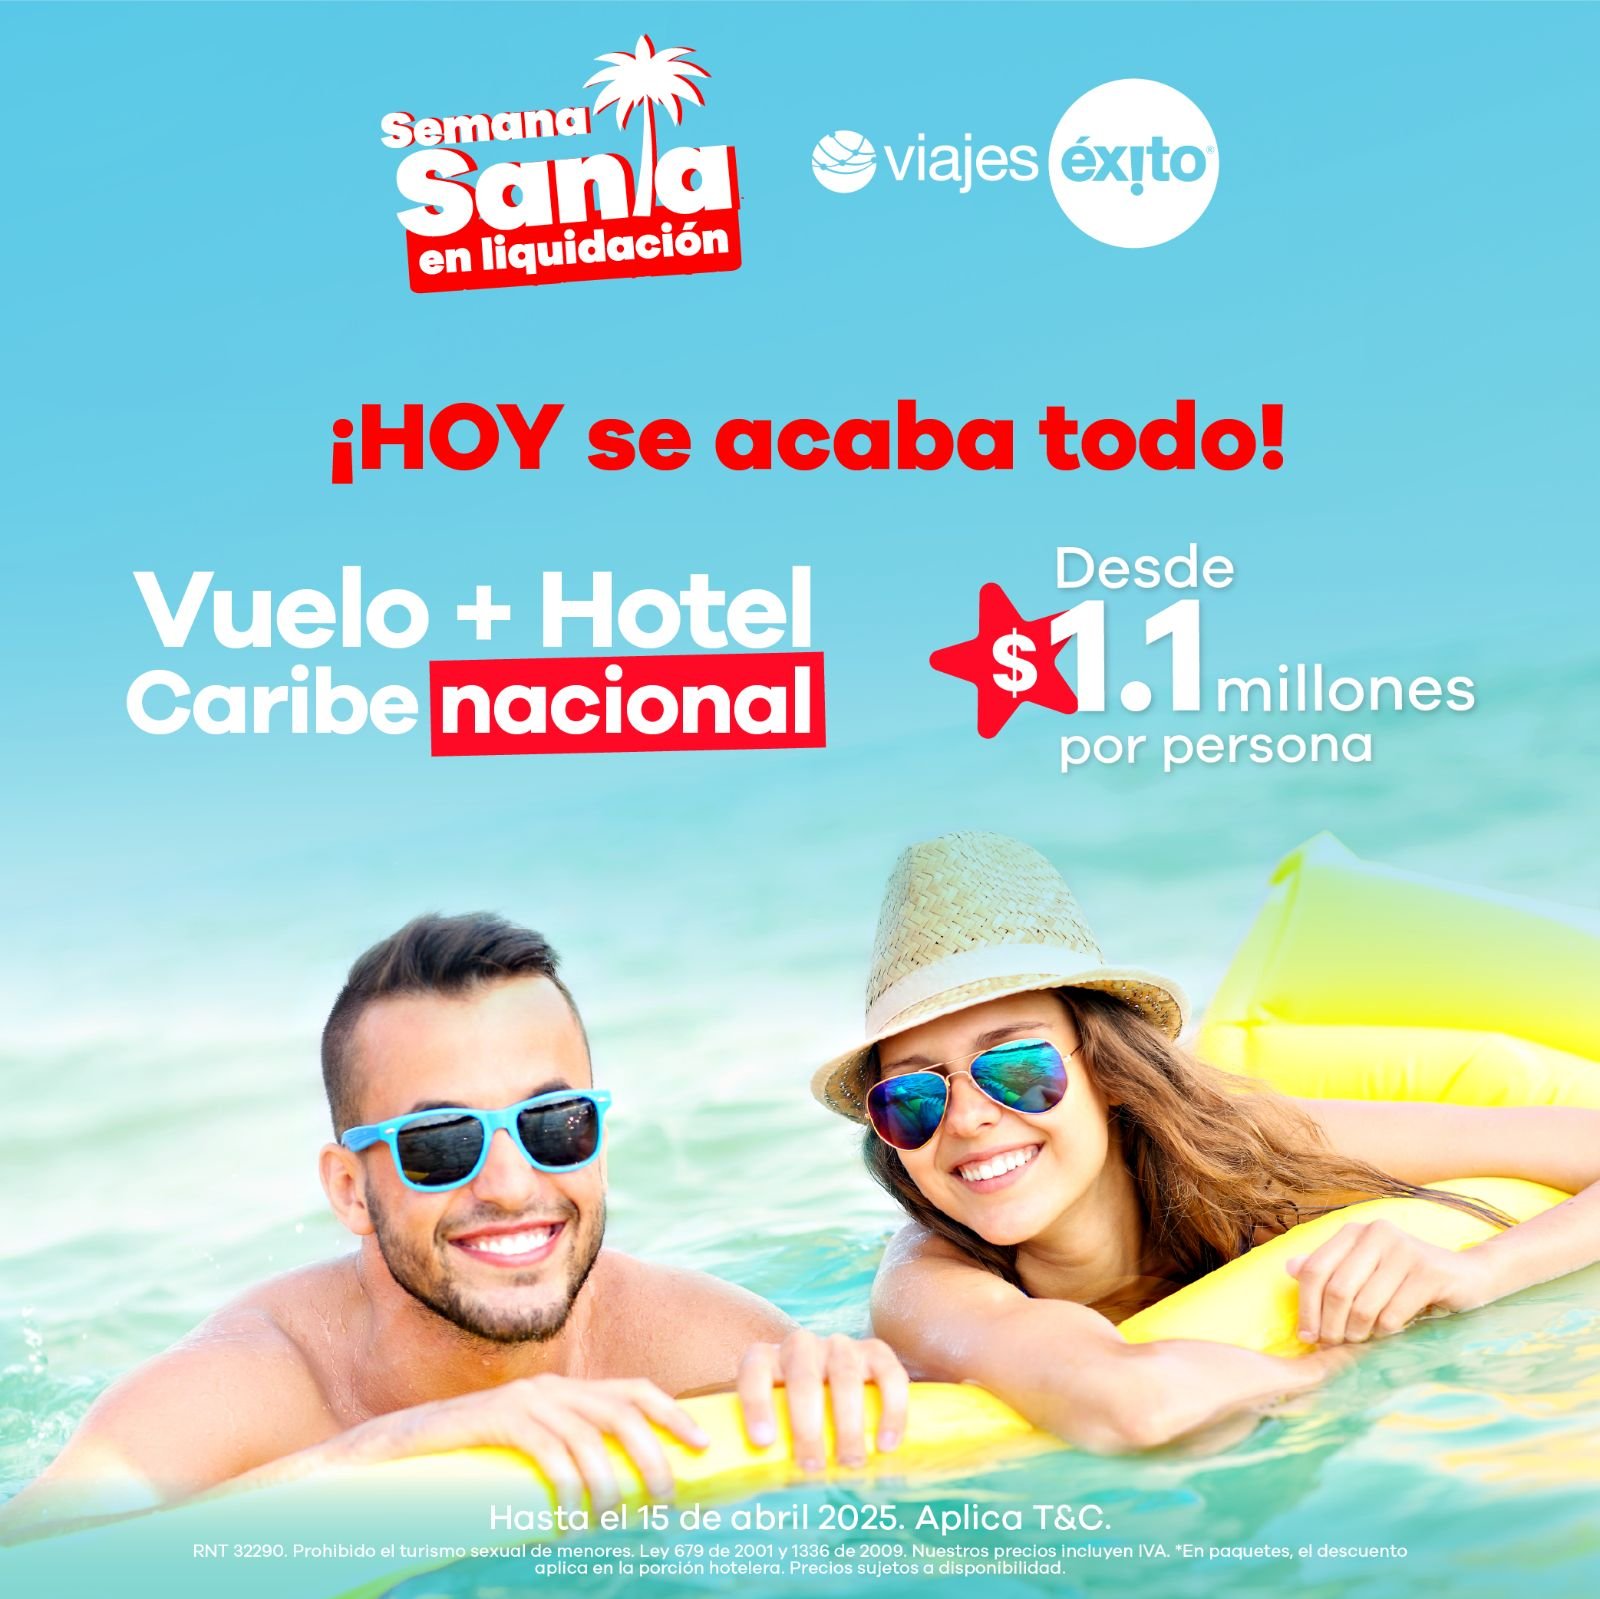 Semana
Santa
en liquidación
viajes éxito®
¡HOY se acaba todo!
Vuelo + Hotel
Caribe nacional
Desde
$1.1 millones
por persona
Hasta el 15 de abril 2025. Aplica T&C.
RNT 32290. Prohibido el turismo sexual de menores. Ley 679 de 2001 y 1336 de 2009. Nuestros precios incluyen IVA. *En paquetes, el descuento
aplica en la porción hotelera. Precios sujetos a disponibilidad.